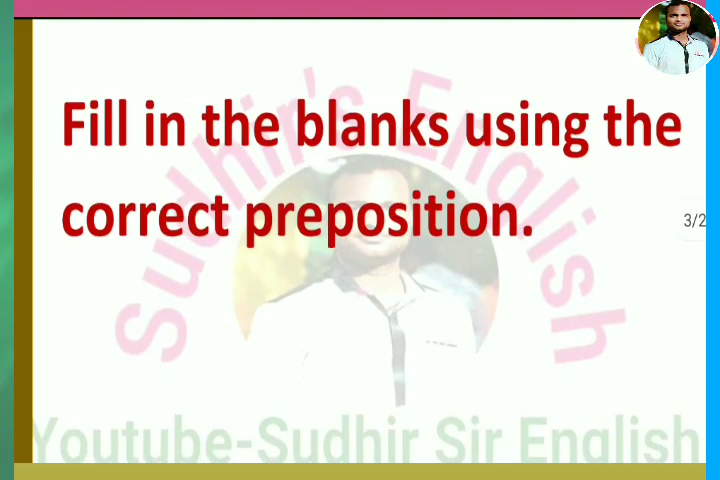 Fill in the blanks using the
correct preposition.
3/2
Sudhir's English
Youtube-Sudhir Sir English